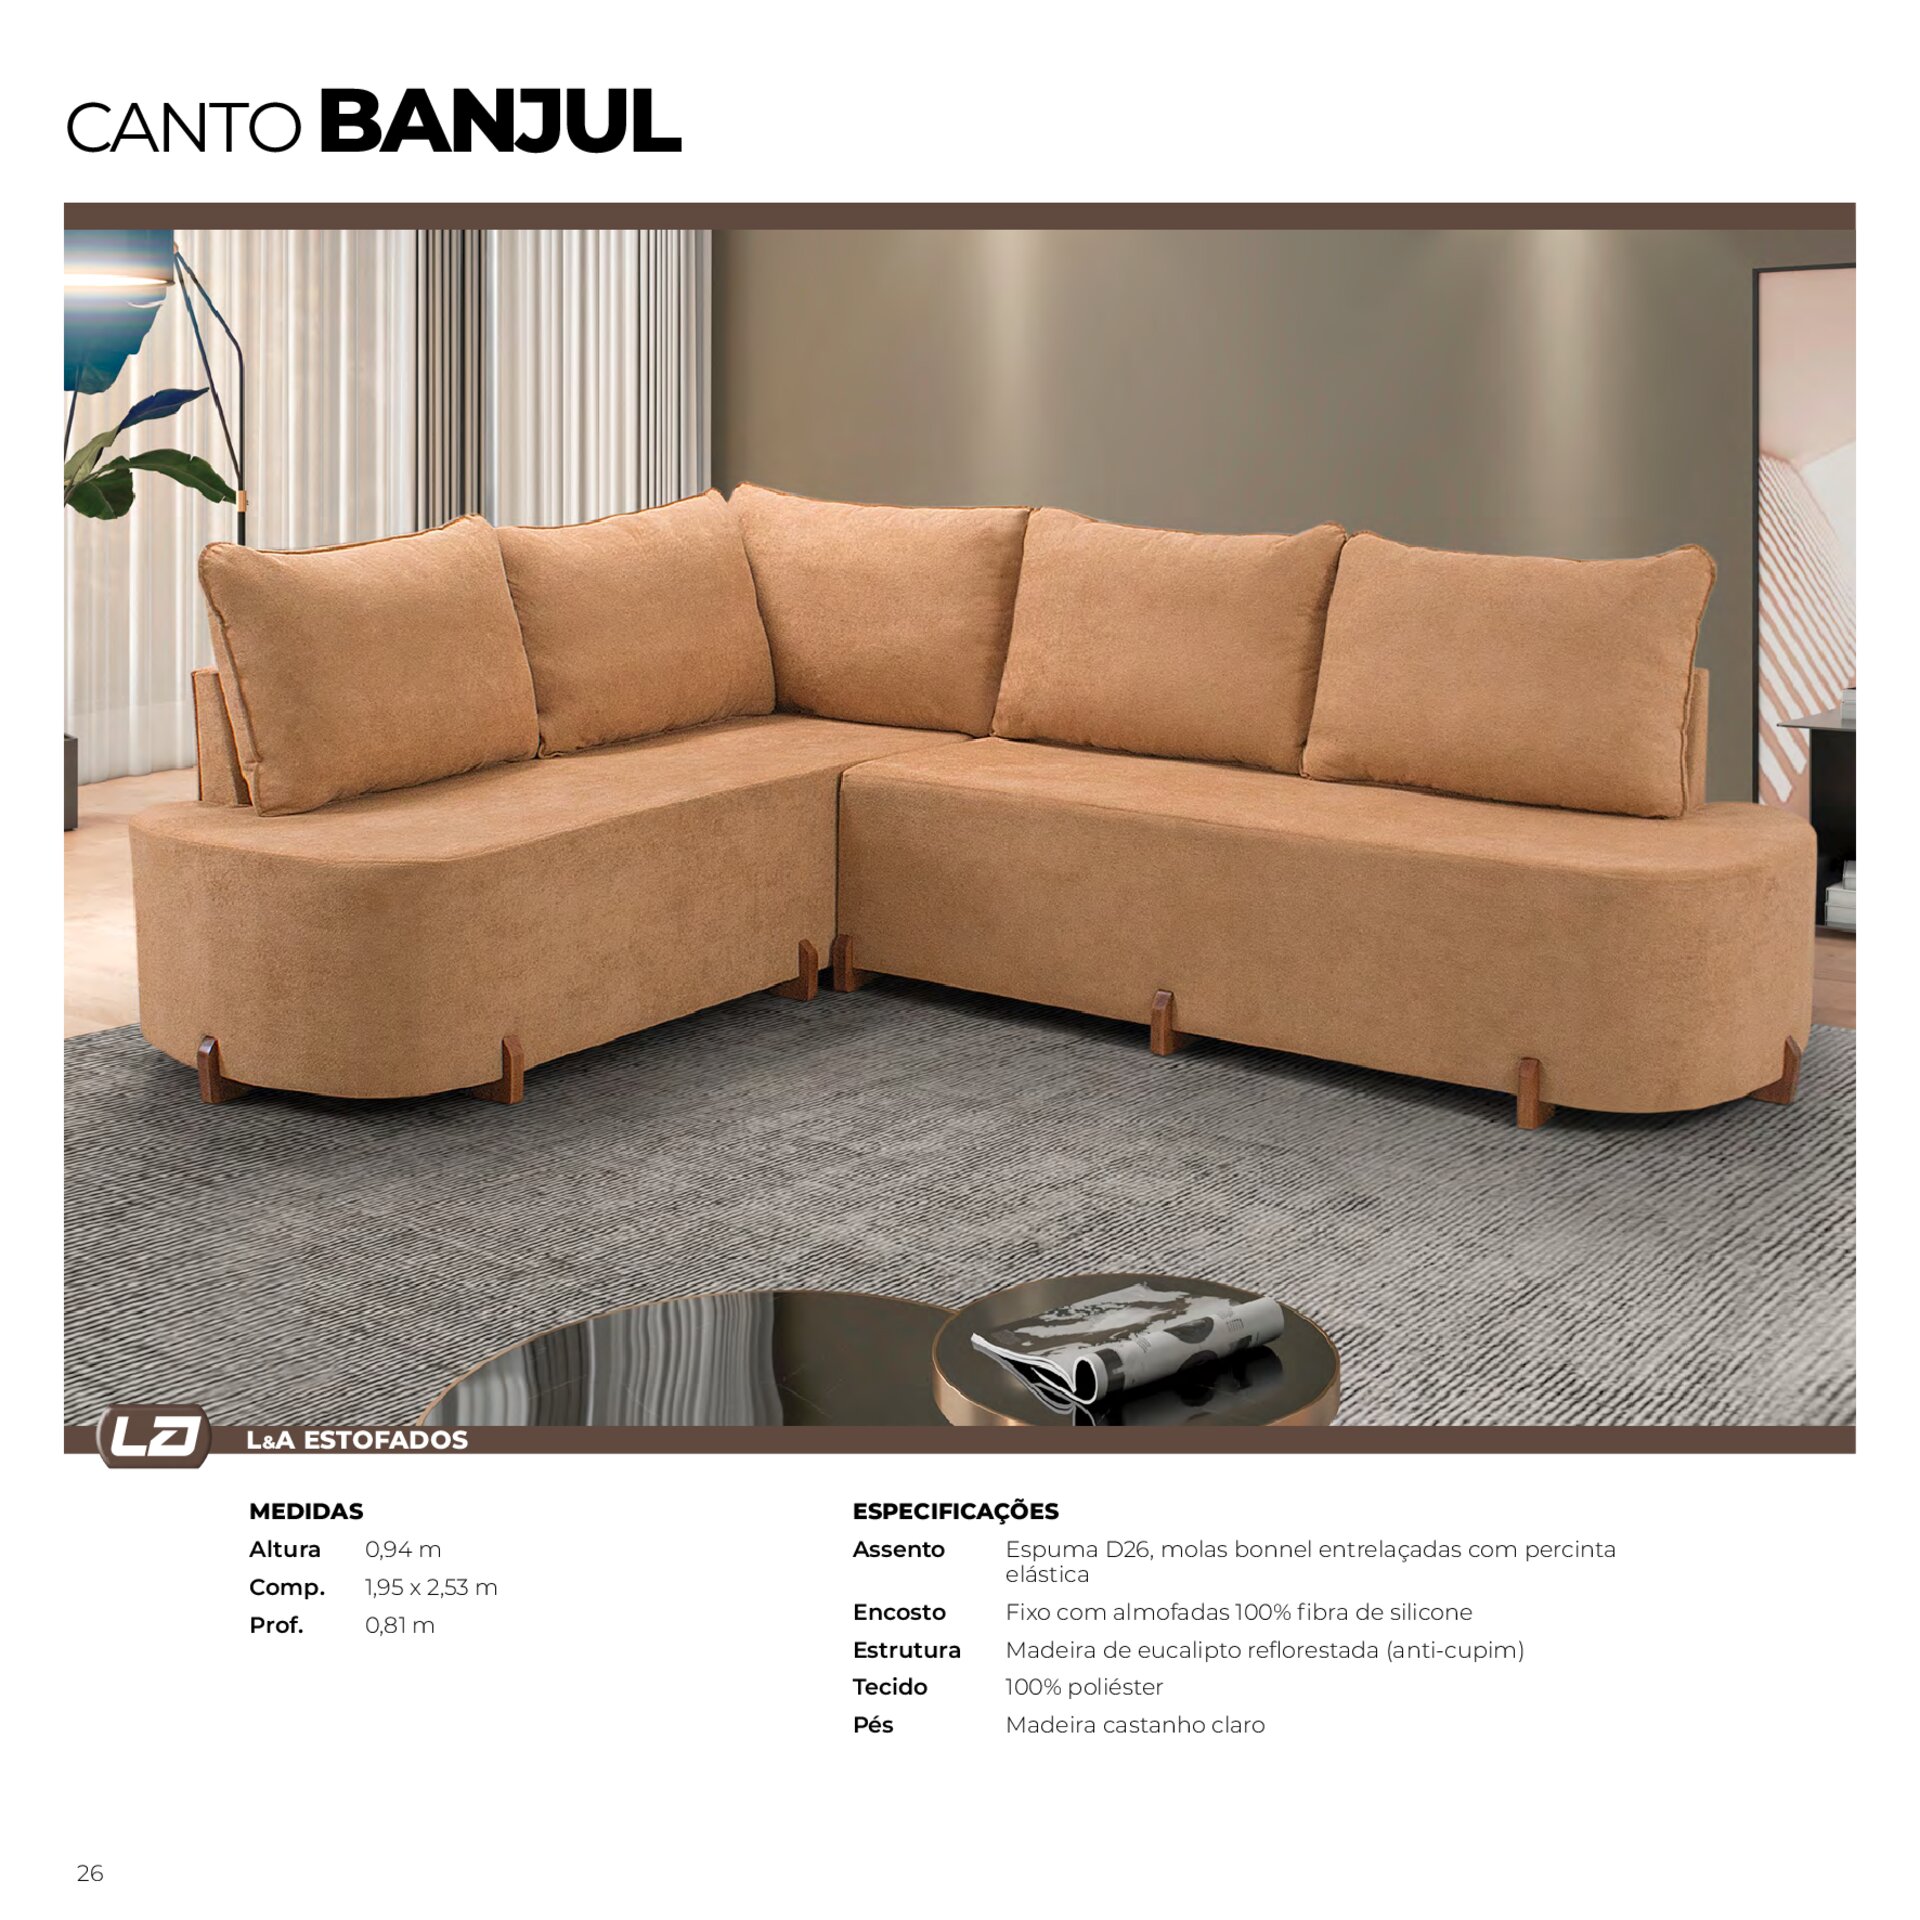 CANTO BANJUL
LA L&A ESTOFADOS
MEDIDAS
Altura 0,94 m
Comp. 1,95 x 2,53 m
Prof. 0,81 m
ESPECIFICAÇÕES
Assento Espuma D26, molas bonnel entrelaçadas com percinta
elástica
Encosto Fixo com almofadas 100% fibra de silicone
Estrutura Madeira de eucalipto reflorestada (anti-cupim)
Tecido 100% poliéster
Pés Madeira castanho claro
26